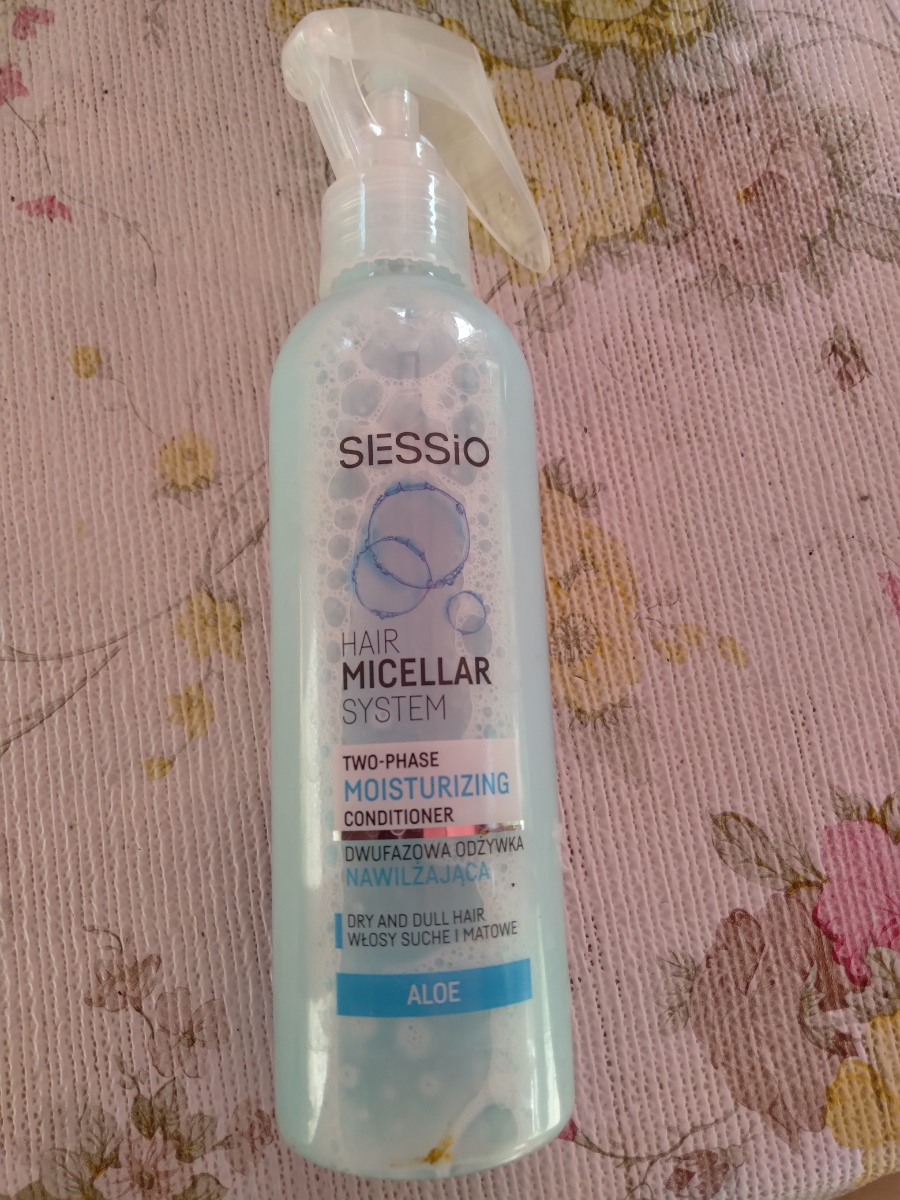 SESSiO
HAIR
MICELLAR
SYSTEM
TWO-PHASE
MOISTURIZING
CONDITIONER
DWUFAZOWA ODŻYWKA
NAWILŻAJĄCA
DRY AND DULL HAIR
WŁOSY SUCHE I MATOWE
ALOE